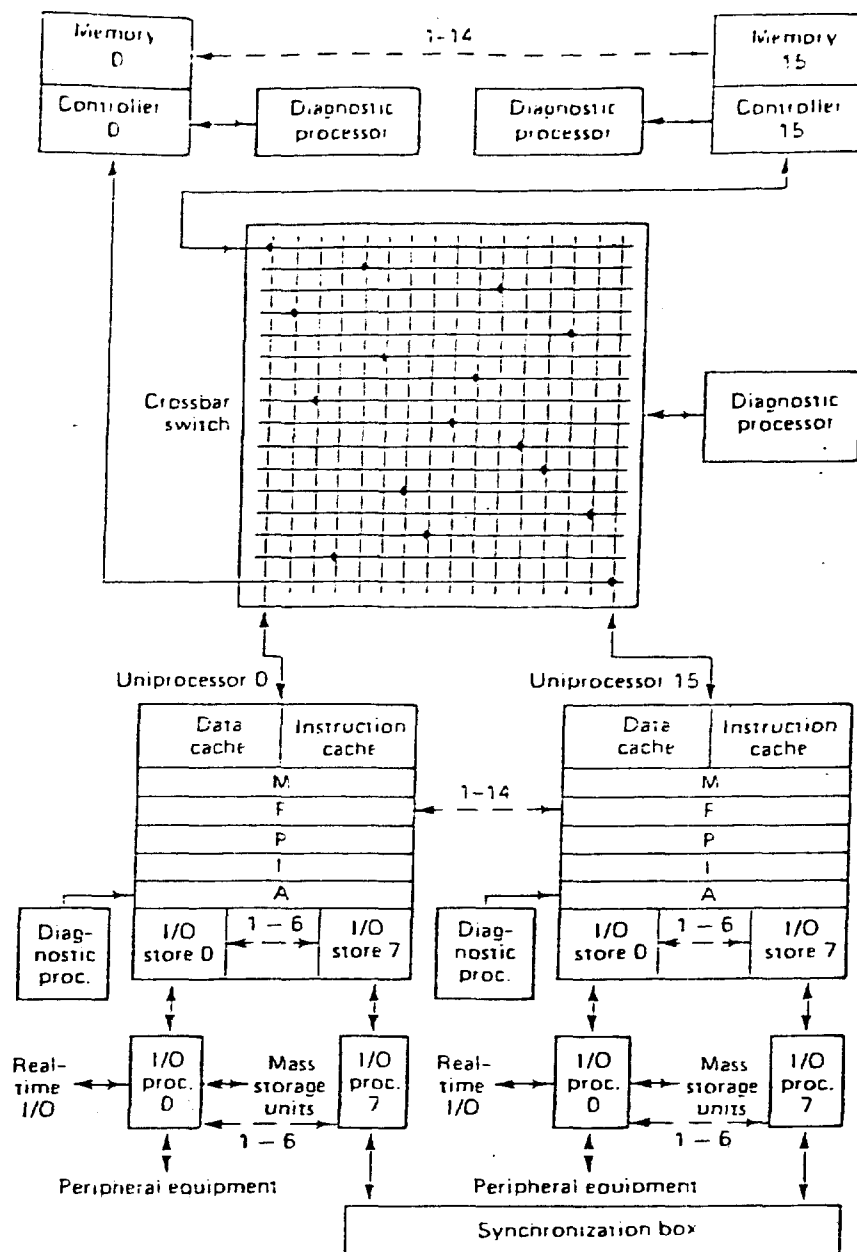 Memory
0
1-14
Memory
15
Controller
0
Diagnostic
processor
Diagnostic
processor
Controller
15
Crossbar
switch
Diagnostic
processor
Uniprocessor 0
Uniprocessor 15
Data
cache
Instruction
cache
Data
cache
Instruction
cache
M
F
P
I
A
1-14
M
F
P
I
A
Diag-
nostic
proc.
I/O
store 0
1 - 6
I/O
store 7
Diag-
nostic
proc.
I/O
store 0
1 - 6
I/O
store 7
Real-
time
I/O
I/O
proc.
0
Mass
storage
units
1 - 6
I/O
proc.
7
Real-
time
I/O
I/O
proc.
0
Mass
storage
units
1 - 6
I/O
proc.
7
Peripheral equipment
Peripheral equipment
Synchronization box